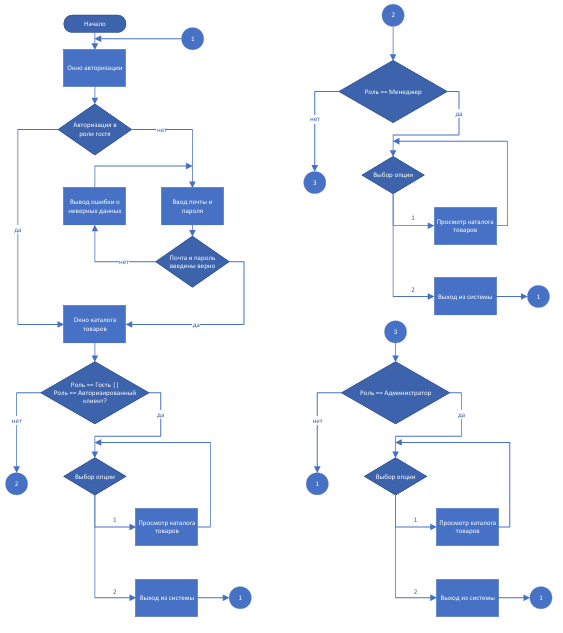 Начало
1
Окно авторизации
Авторизация в
роли гостя
нет
да
Вывод ошибки о
неверных данных
Ввод почты и
пароля
Почта и пароль
введены верно
нет
да
Окно каталога
товаров
Роль == Гость ||
Роль == Авторизированный
клиент?
нет
да
2
Выбор опции
1
Просмотр каталога
товаров
2
Выход из системы
1
2
Роль == Менеджер
нет
да
3
Выбор опции
1
Просмотр каталога
товаров
2
Выход из системы
1
3
Роль == Администратор
нет
да
1
Выбор опции
1
Просмотр каталога
товаров
2
Выход из системы
1